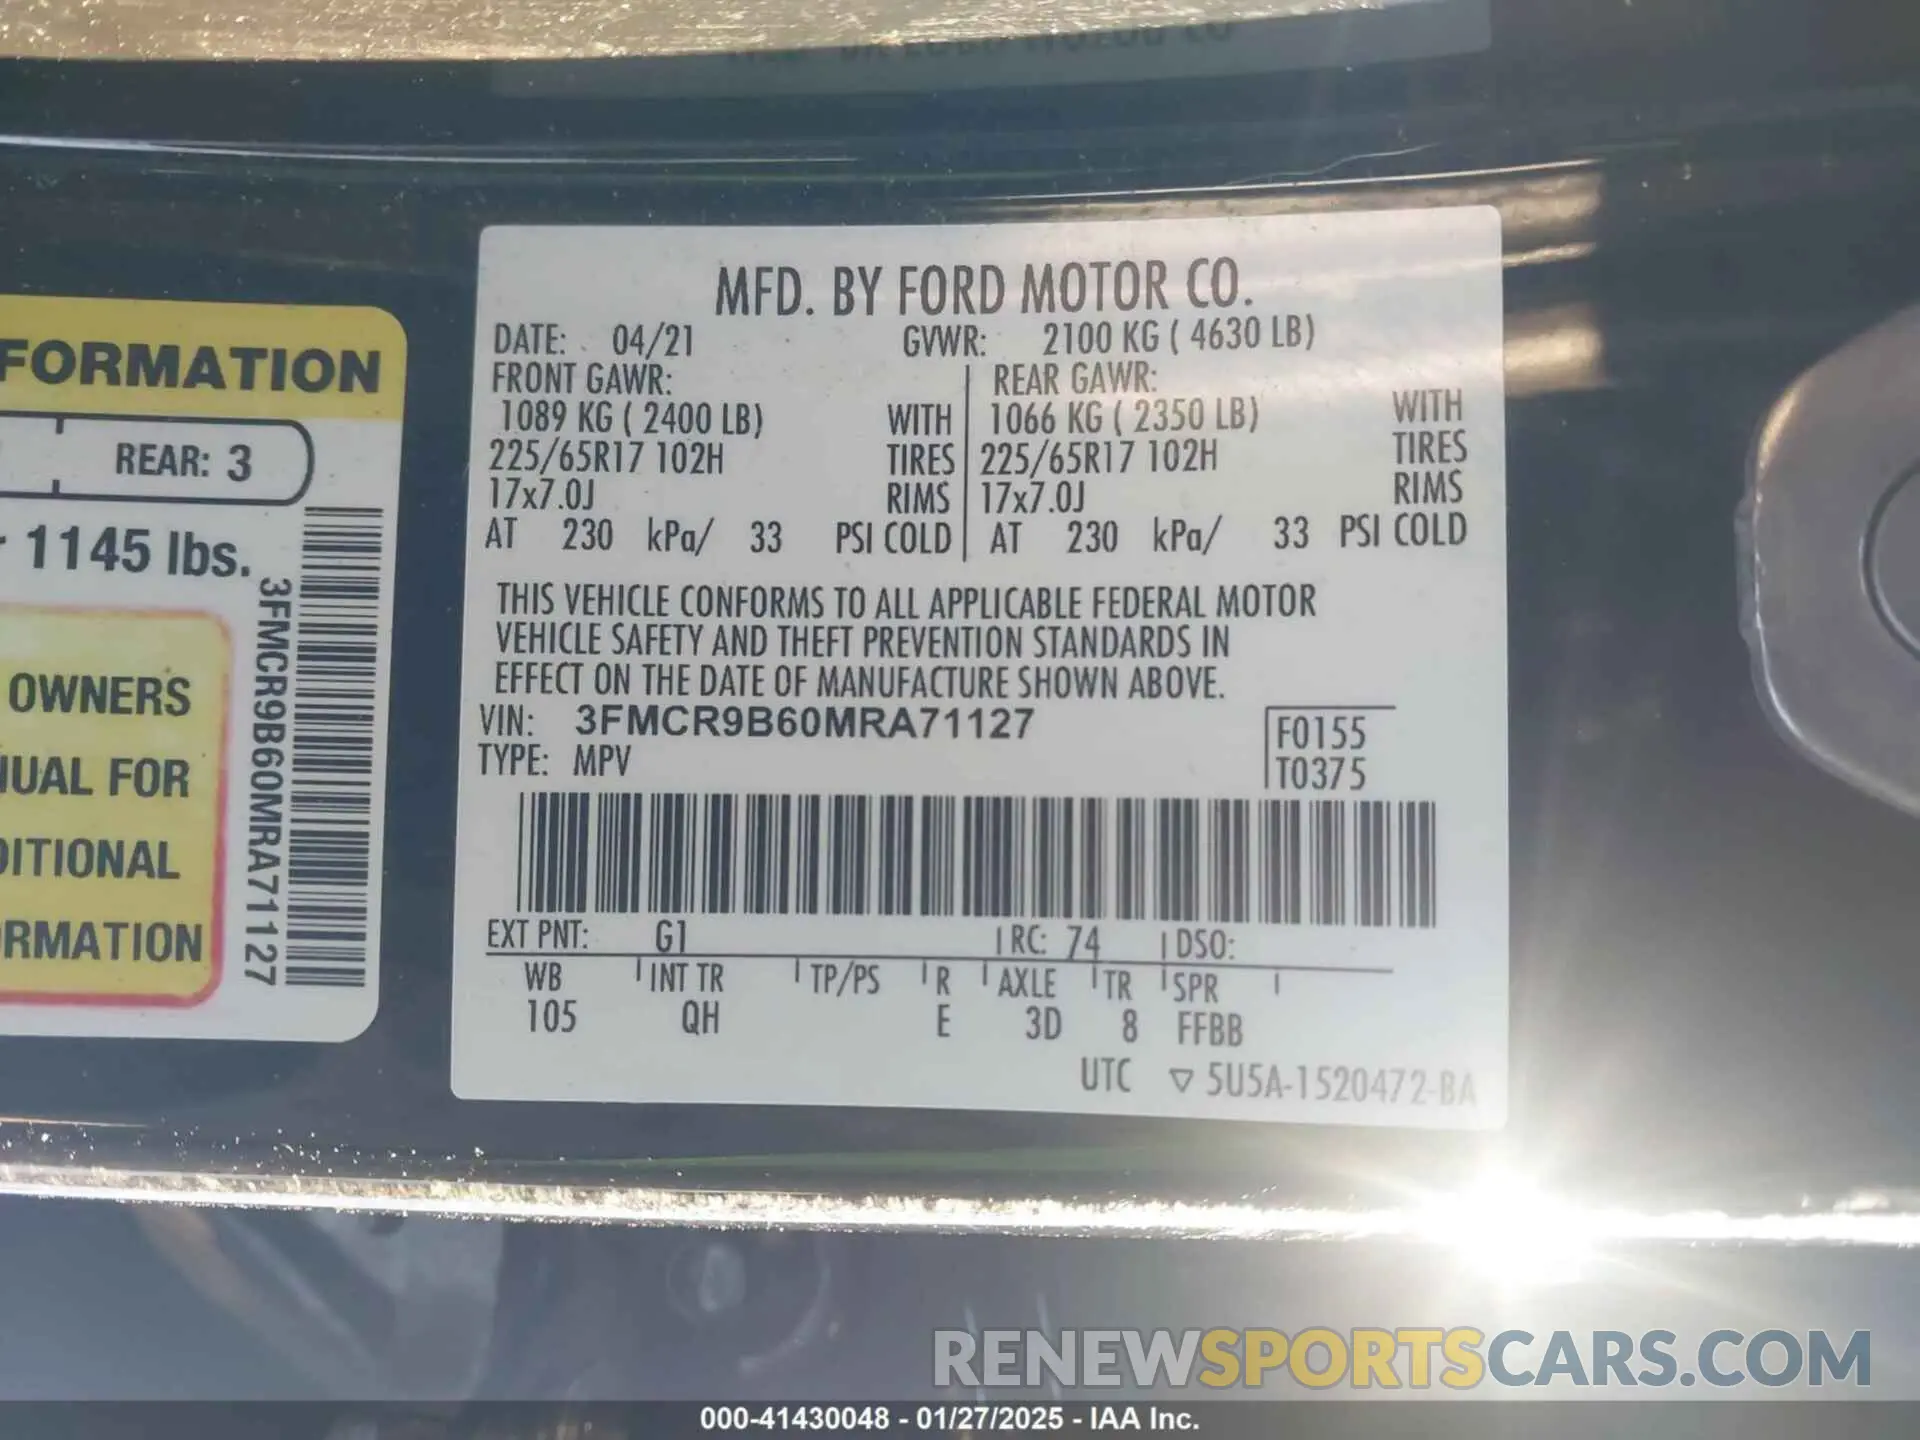 MFD. BY FORD MOTOR CO.
DATE: 04/21 GVWR: 2100 KG ( 4630 LB)
FRONT GAWR: REAR GAWR:
1089 KG ( 2400 LB) WITH 1066 KG ( 2350 LB) WITH
225/65R17 102H TIRES 225/65R17 102H TIRES
17x7.0J RIMS 17x7.0J RIMS
AT 230 kPa/ 33 PSI COLD AT 230 kPa/ 33 PSI COLD
THIS VEHICLE CONFORMS TO ALL APPLICABLE FEDERAL MOTOR
VEHICLE SAFETY AND THEFT PREVENTION STANDARDS IN
EFFECT ON THE DATE OF MANUFACTURE SHOWN ABOVE.
VIN: 3FMCR9B60MRA71127 F0155
TYPE: MPV T0375
EXT PNT: G1 RC: 74 DSO:
WB INT TR TP/PS R AXLE TR SPR
105 QH E 3D 8 FFBB
UTC ▽ 5U5A-1520472-BA
FORMATION
REAR: 3
1145 lbs.
3FMCR9B60MRA71127
OWNERS
UAL FOR
DITIONAL
RMATION
RENEWSPORTSCARS.COM
000-41430048 - 01/27/2025 - IAA Inc.